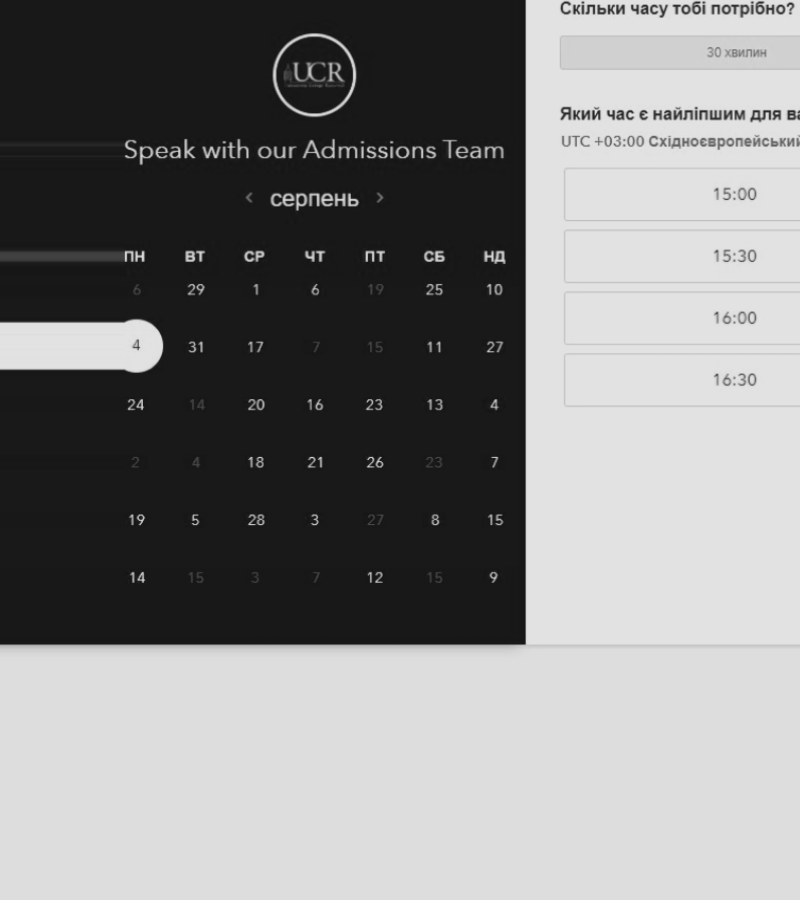 Скільки часу тобі потрібно?
30 хвилин
UCR
Speak with our Admissions Team
‹ серпень ›
ПН ВТ СР ЧТ ПТ СБ НД
6 29 1 6 19 25 10
4 31 17 7 15 11 27
24 14 20 16 23 13 4
2 4 18 21 26 23 7
19 5 28 3 27 8 15
14 15 3 7 12 15 9
Який час є найліпшим для ва
UTC +03:00 Східноєвропейський
15:00
15:30
16:00
16:30